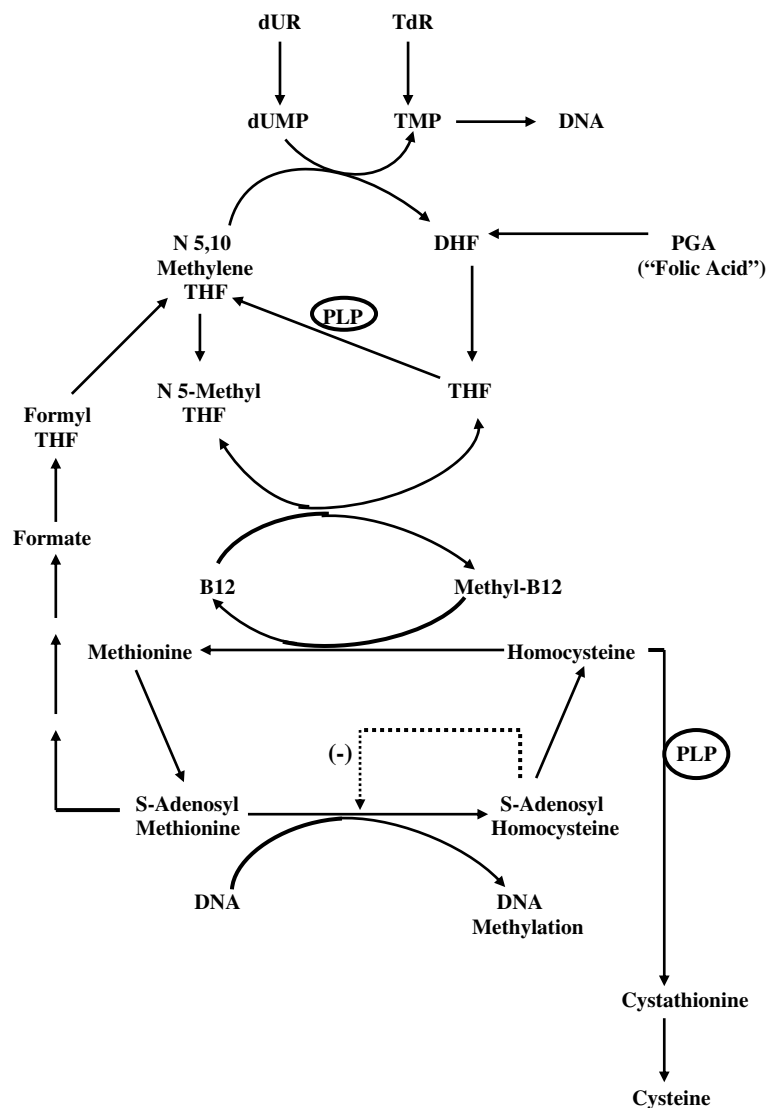 dUR
TdR
dUMP
TMP
DNA
N 5,10
Methylene
THF
DHF
PGA
(“Folic Acid”)
PLP
N 5-Methyl
THF
THF
Formyl
THF
Formate
B12
Methyl-B12
Methionine
Homocysteine
(-)
PLP
S-Adenosyl
Methionine
S-Adenosyl
Homocysteine
DNA
DNA
Methylation
Cystathionine
Cysteine